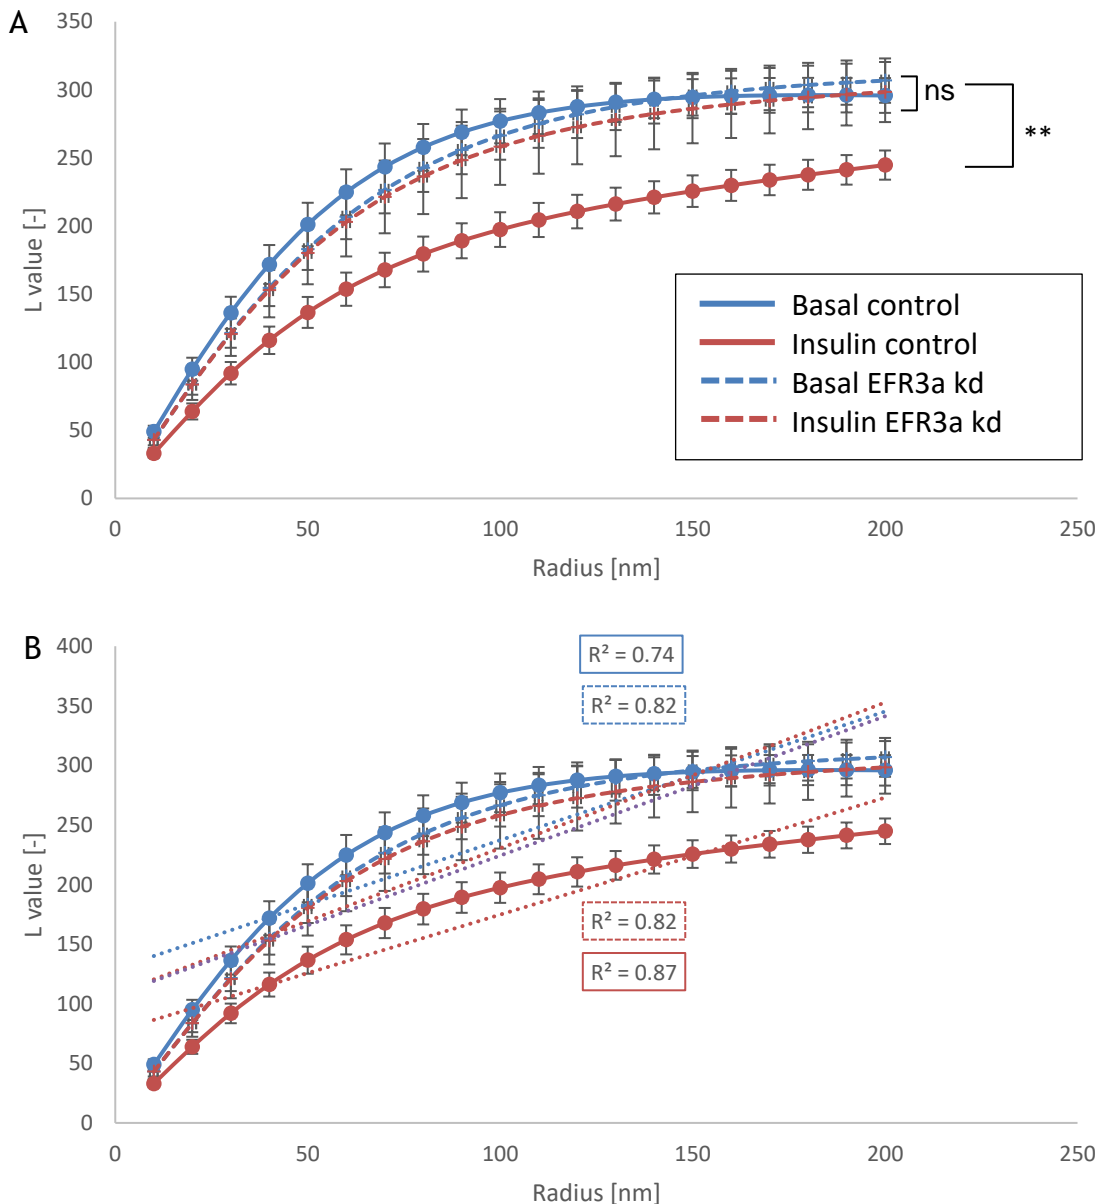 A
350
300
250
200
150
100
50
0
L value [-]
0 50 100 150 200 250
Radius [nm]
ns
**
Basal control
Insulin control
Basal EFR3a kd
Insulin EFR3a kd
B
400
350
300
250
200
150
100
50
0
L value [-]
R² = 0.74
R² = 0.82
R² = 0.82
R² = 0.87
0 50 100 150 200 250
Radius [nm]